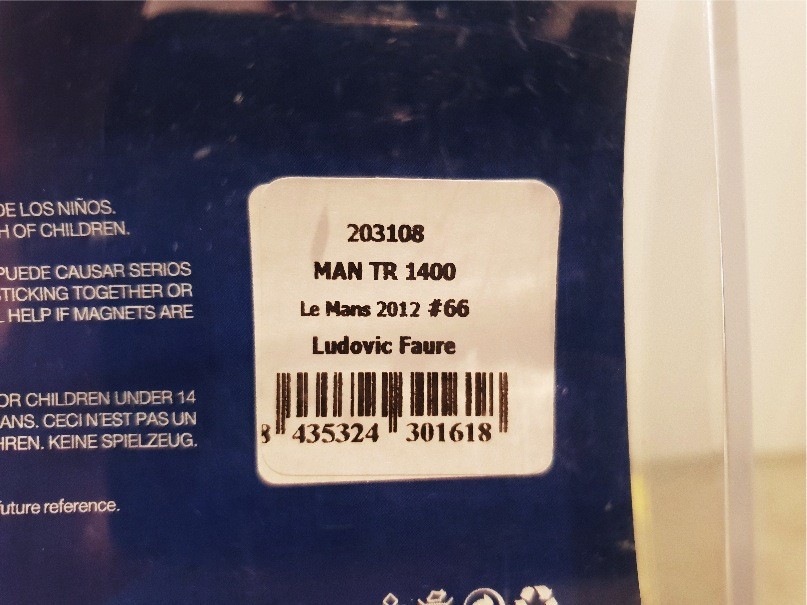 DE LOS NIÑOS.
H OF CHILDREN.
PUEDE CAUSAR SERIOS
TICKING TOGETHER OR
L HELP IF MAGNETS ARE
OR CHILDREN UNDER 14
ANS. CECI N'EST PAS UN
HREN. KEINE SPIELZEUG.
uture reference.
203108
MAN TR 1400
Le Mans 2012 #66
Ludovic Faure
8 435324 301618